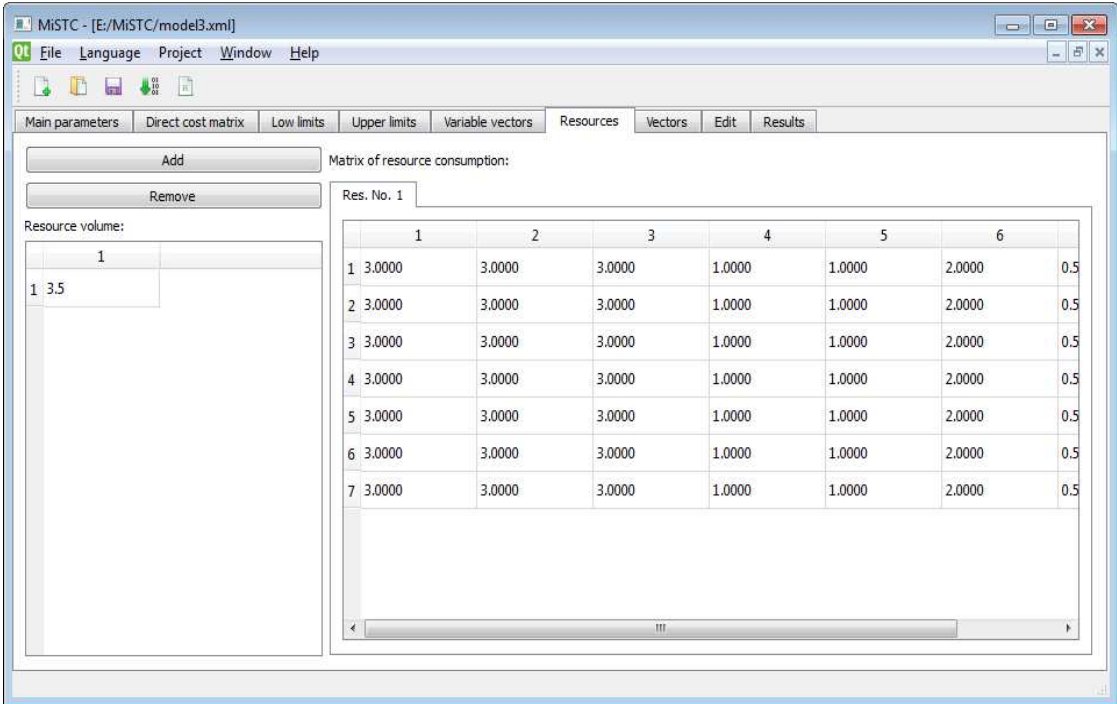 MiSTC - [E:/MiSTC/model3.xml]
File Language Project Window Help
Main parameters Direct cost matrix Low limits Upper limits Variable vectors Resources Vectors Edit Results
Add Matrix of resource consumption:
Remove Res. No. 1
Resource volume:
1 2 3 4 5 6
1
1 3.0000 3.0000 3.0000 1.0000 1.0000 2.0000 0.5
1 3.5
2 3.0000 3.0000 3.0000 1.0000 1.0000 2.0000 0.5
3 3.0000 3.0000 3.0000 1.0000 1.0000 2.0000 0.5
4 3.0000 3.0000 3.0000 1.0000 1.0000 2.0000 0.5
5 3.0000 3.0000 3.0000 1.0000 1.0000 2.0000 0.5
6 3.0000 3.0000 3.0000 1.0000 1.0000 2.0000 0.5
7 3.0000 3.0000 3.0000 1.0000 1.0000 2.0000 0.5